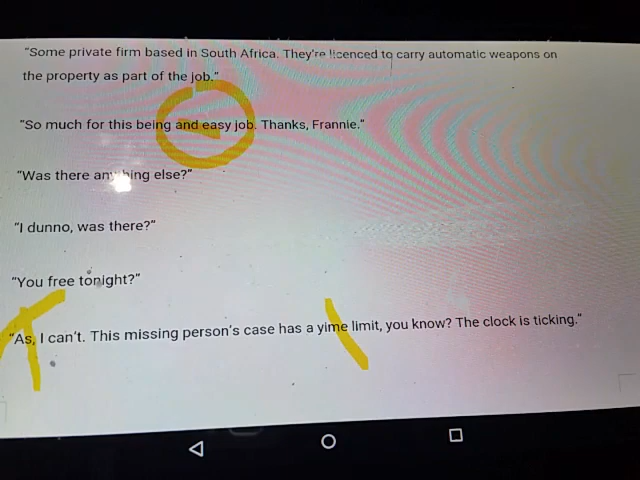 "Some private firm based in South Africa. They're licenced to carry automatic weapons on
the property as part of the job."
"So much for this being and easy job. Thanks, Frannie."
"Was there anything else?"
"I dunno, was there?"
"You free tonight?"
"As, I can't. This missing person's case has a yime limit, you know? The clock is ticking."